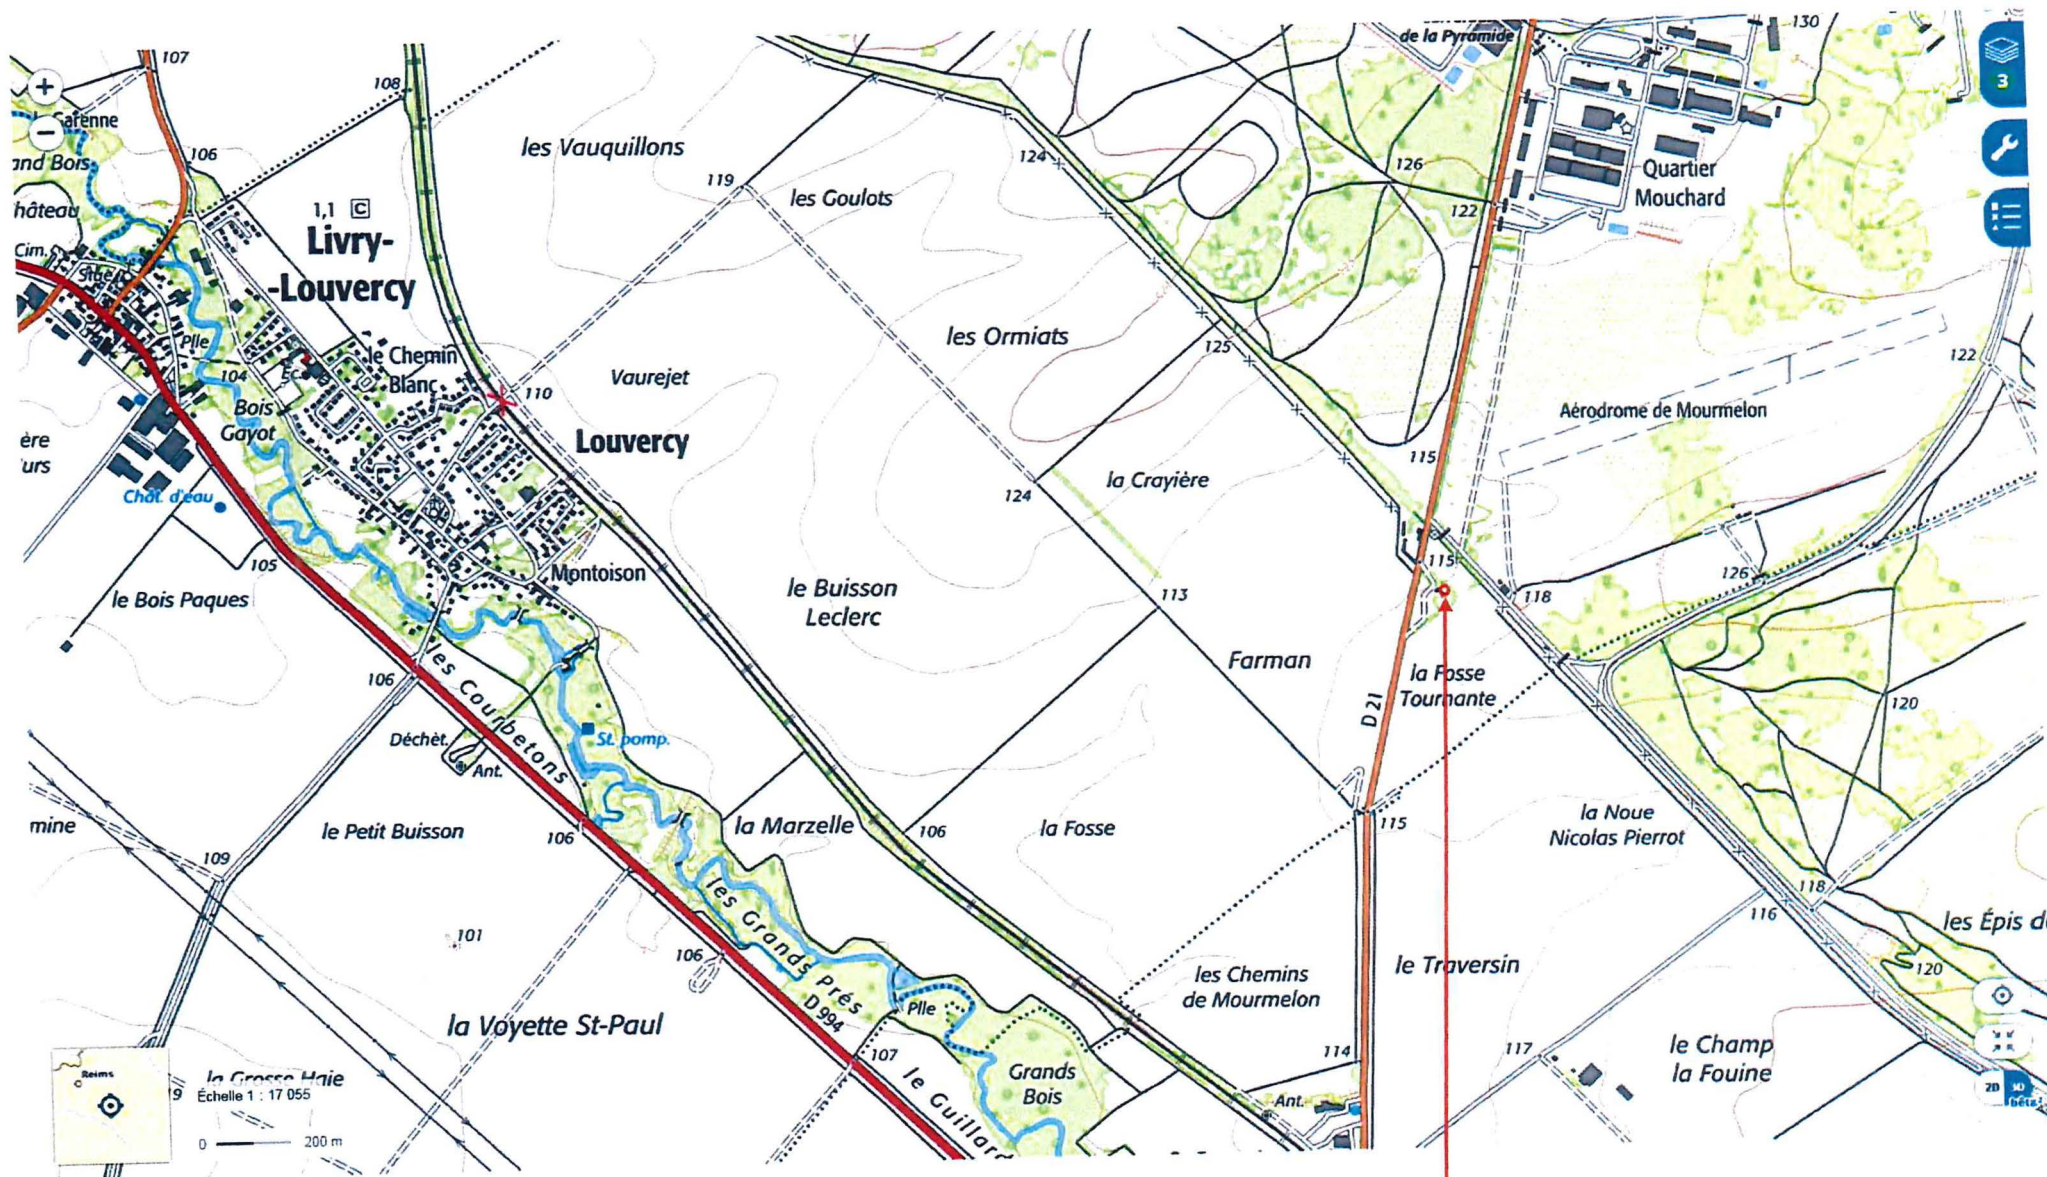 de la Pyramide
130
107
3
108
Garenne
and Bois
106
les Vauquillons
124
126
Quartier
Mouchard
119
les Goulots
122
hâteau
1,1 C
Livry-
-Louvercy
Cim.
les Ormiats
125
Plle
le Chemin
Blanc
104
Éc.
Vaurejet
122
110
Bois
Gayot
Aérodrome de Mourmelon
ère
urs
Louvercy
115
la Crayière
124
Chât. d'eau
105
Montoison
le Buisson
Leclerc
113
115
118
126
le Bois Paques
Farman
la Fosse
Tournante
106
les Courbetons
D 21
120
Déchèt.
Ant.
St. pomp.
mine
le Petit Buisson
106
la Marzelle
106
la Fosse
115
la Noue
Nicolas Pierrot
109
118
116
les Grands Prés
les Épis d
101
106
D 994
les Chemins
de Mourmelon
le Traversin
120
Plle
la Voyette St-Paul
107
114
117
le Champ
la Fouine
Reims
la Grosse Haie
Échelle 1 : 17 055
9
le Guillard
Grands
Bois
Ant.
2D
3D
bêta
0
200 m